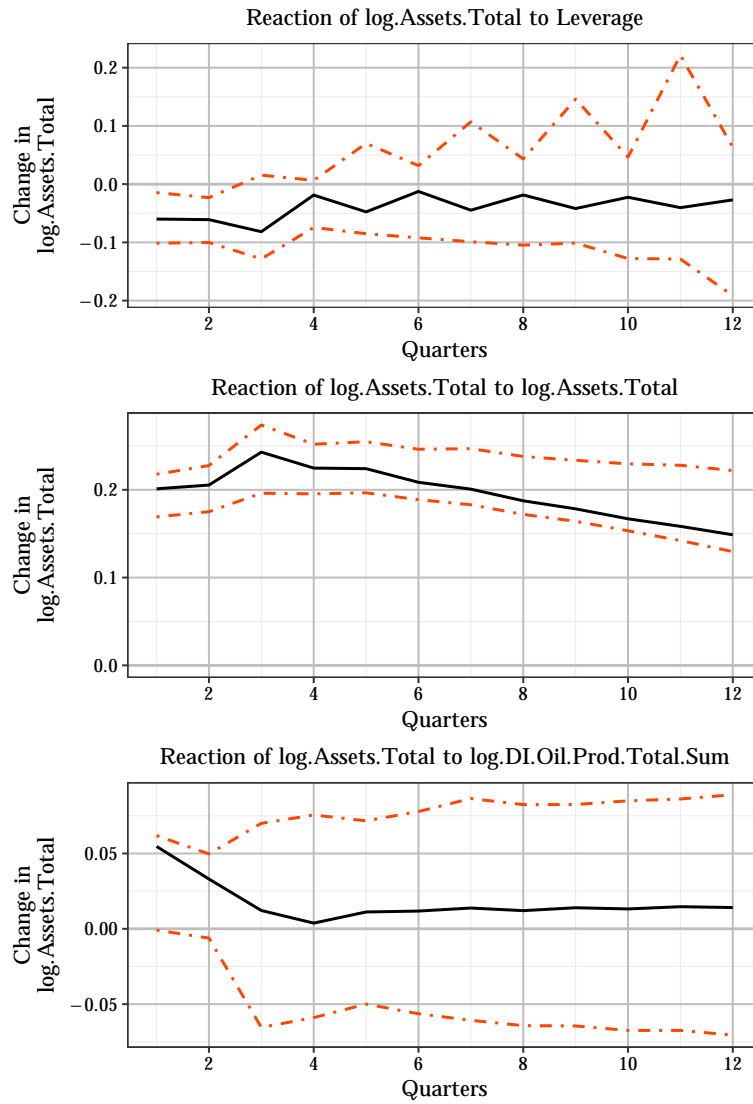 Reaction of log.Assets.Total to Leverage
Change in
log.Assets.Total
0.2
0.1
0.0
−0.1
−0.2
2 4 6 8 10 12
Quarters
Reaction of log.Assets.Total to log.Assets.Total
Change in
log.Assets.Total
0.2
0.1
0.0
2 4 6 8 10 12
Quarters
Reaction of log.Assets.Total to log.DI.Oil.Prod.Total.Sum
Change in
log.Assets.Total
0.05
0.00
−0.05
2 4 6 8 10 12
Quarters